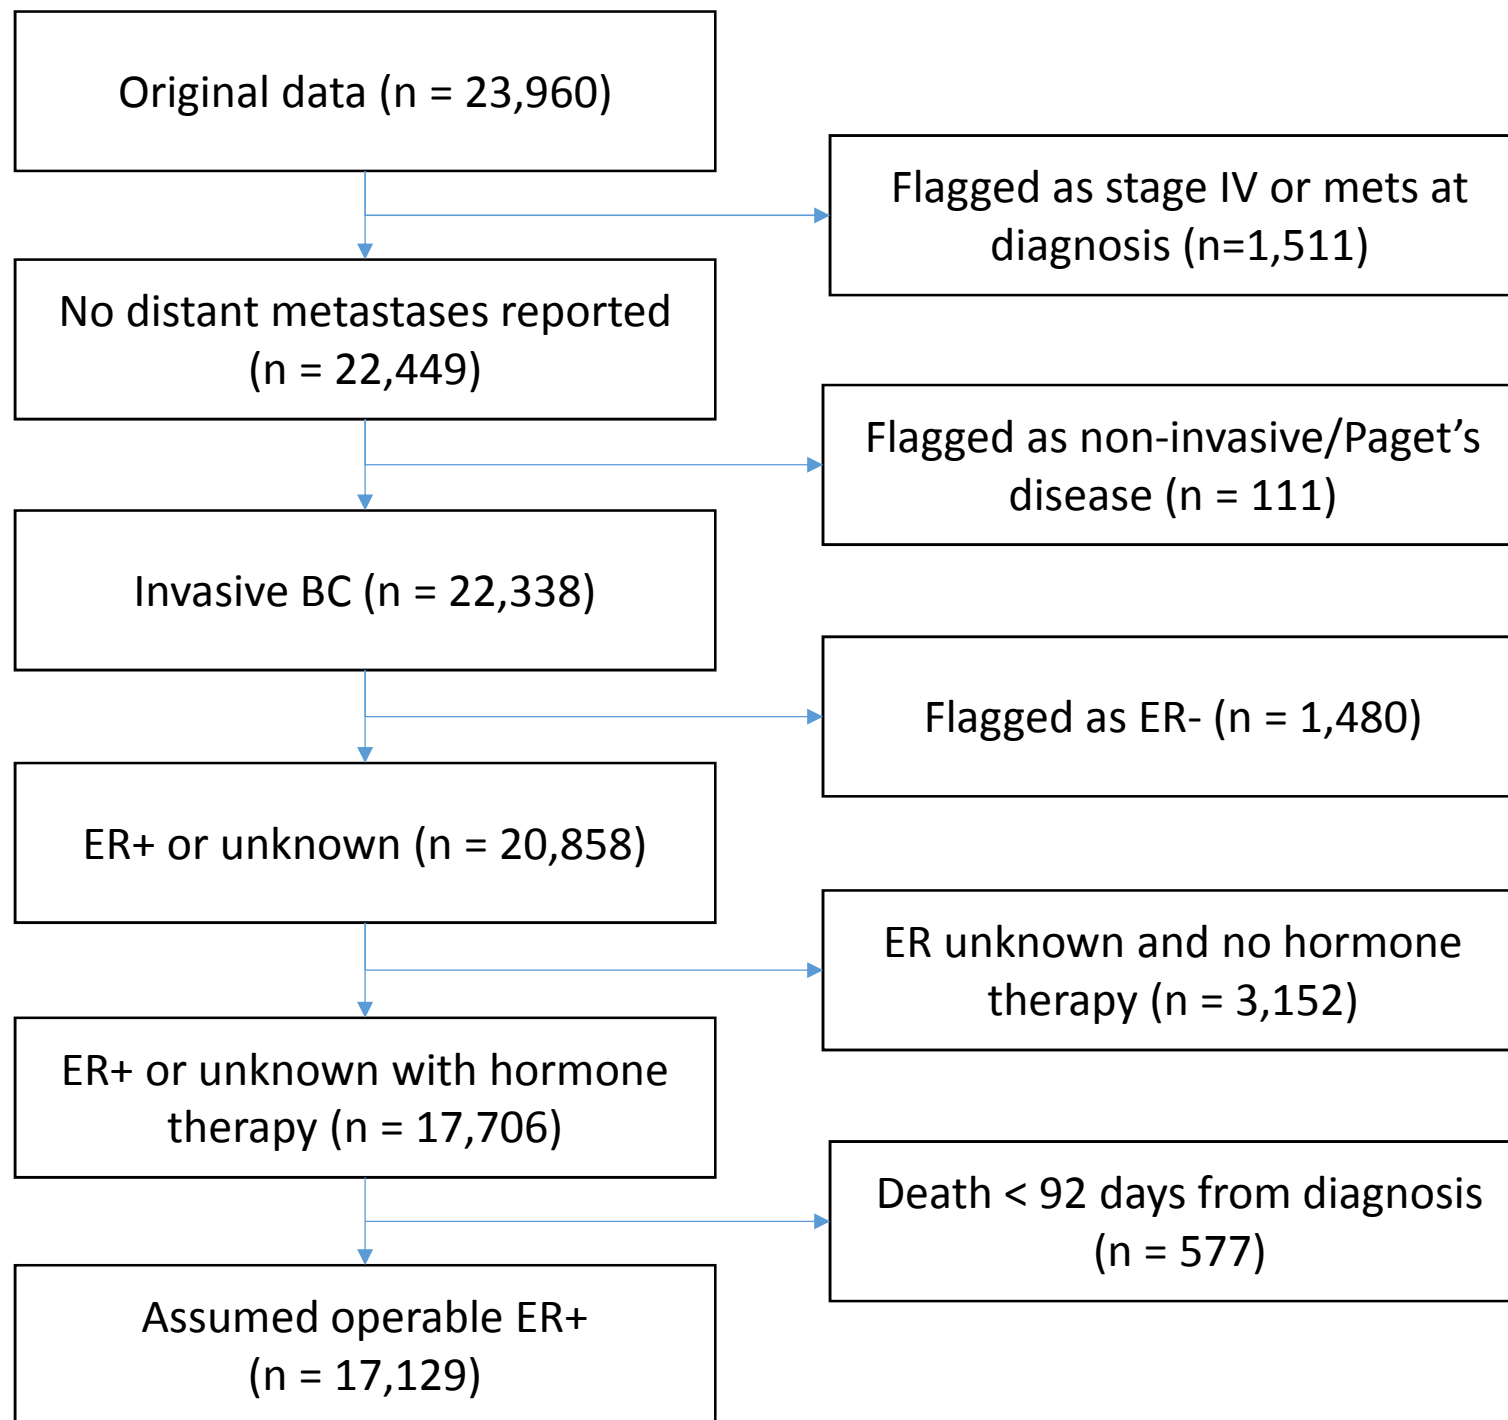 Original data (n = 23,960)
Flagged as stage IV or mets at
diagnosis (n=1,511)
No distant metastases reported
(n = 22,449)
Flagged as non-invasive/Paget’s
disease (n = 111)
Invasive BC (n = 22,338)
Flagged as ER- (n = 1,480)
ER+ or unknown (n = 20,858)
ER unknown and no hormone
therapy (n = 3,152)
ER+ or unknown with hormone
therapy (n = 17,706)
Death < 92 days from diagnosis
(n = 577)
Assumed operable ER+
(n = 17,129)